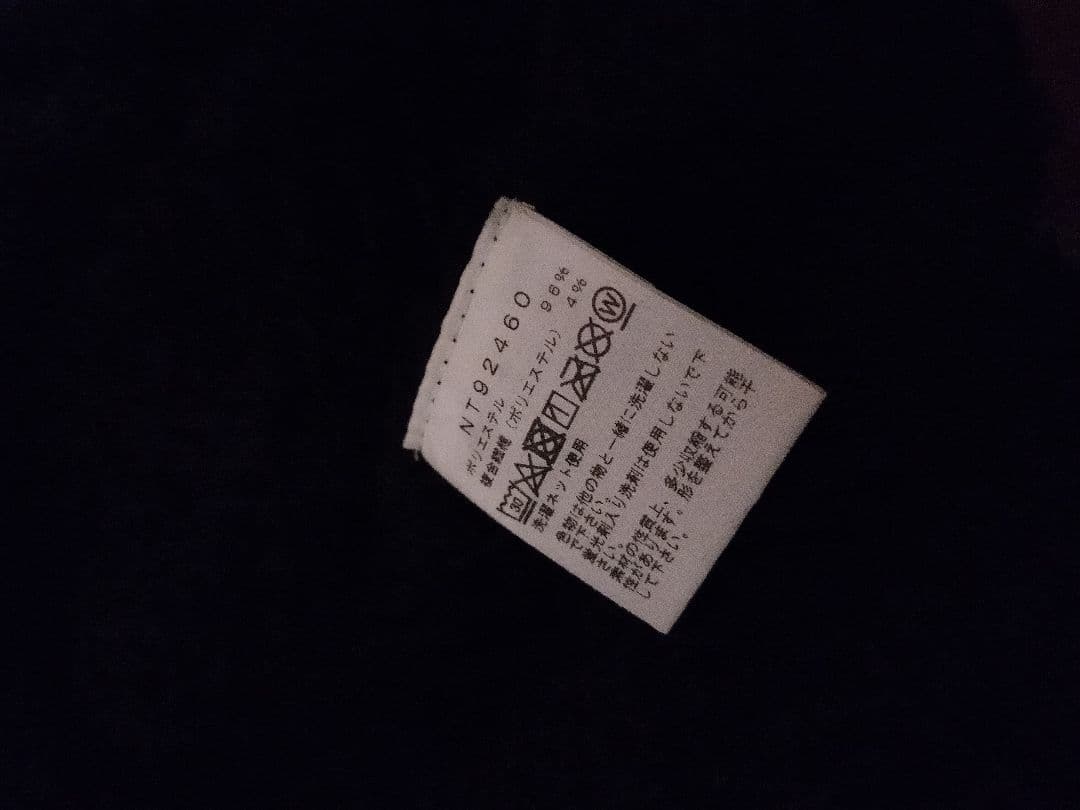 NT92460
ポリエステル 96%
複合繊維（ポリエステル） 4%
30 W
洗濯ネット使用
色物は他の物と一緒に洗濯しない
で下さい。
蛍光剤入り洗剤は使用しないで下
さい。
素材の性質上、多少収縮する可能
性があります。形を整えてから干
して下さい。